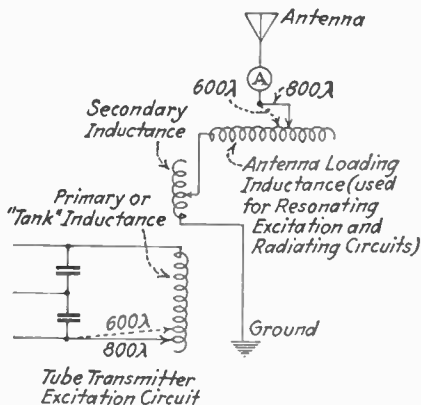 Antenna
A
600λ
800λ
Secondary
Inductance
Antenna Loading
Inductance (used
for Resonating
Excitation and
Radiating Circuits)
Primary or
"Tank" Inductance
600λ
800λ
Ground
Tube Transmitter
Excitation Circuit